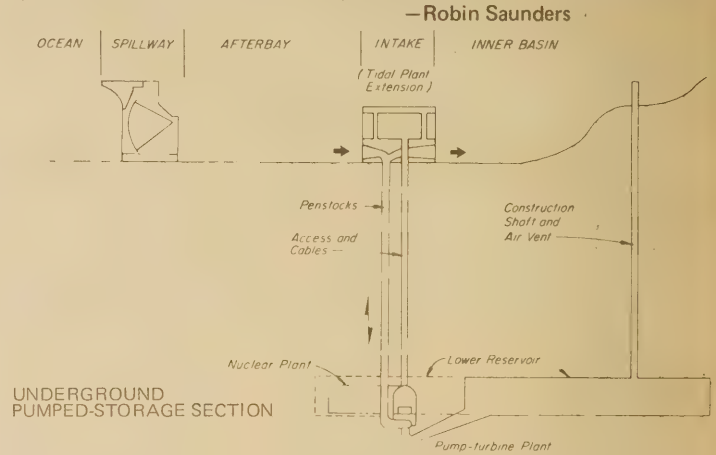 —Robin Saunders
OCEAN SPILLWAY AFTERBAY INTAKE INNER BASIN
(Tidal Plant
Extension)
Penstocks
Access and
Cables
Construction
Shaft and
Air Vent
Nuclear Plant
Lower Reservoir
UNDERGROUND
PUMPED-STORAGE SECTION
Pump-turbine Plant